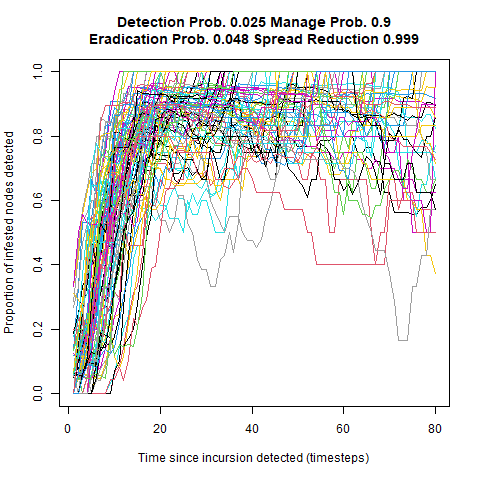 Detection Prob. 0.025 Manage Prob. 0.9
Eradication Prob. 0.048 Spread Reduction 0.999
Proportion of infested nodes detected
1.0
0.8
0.6
0.4
0.2
0.0
0 20 40 60 80
Time since incursion detected (timesteps)